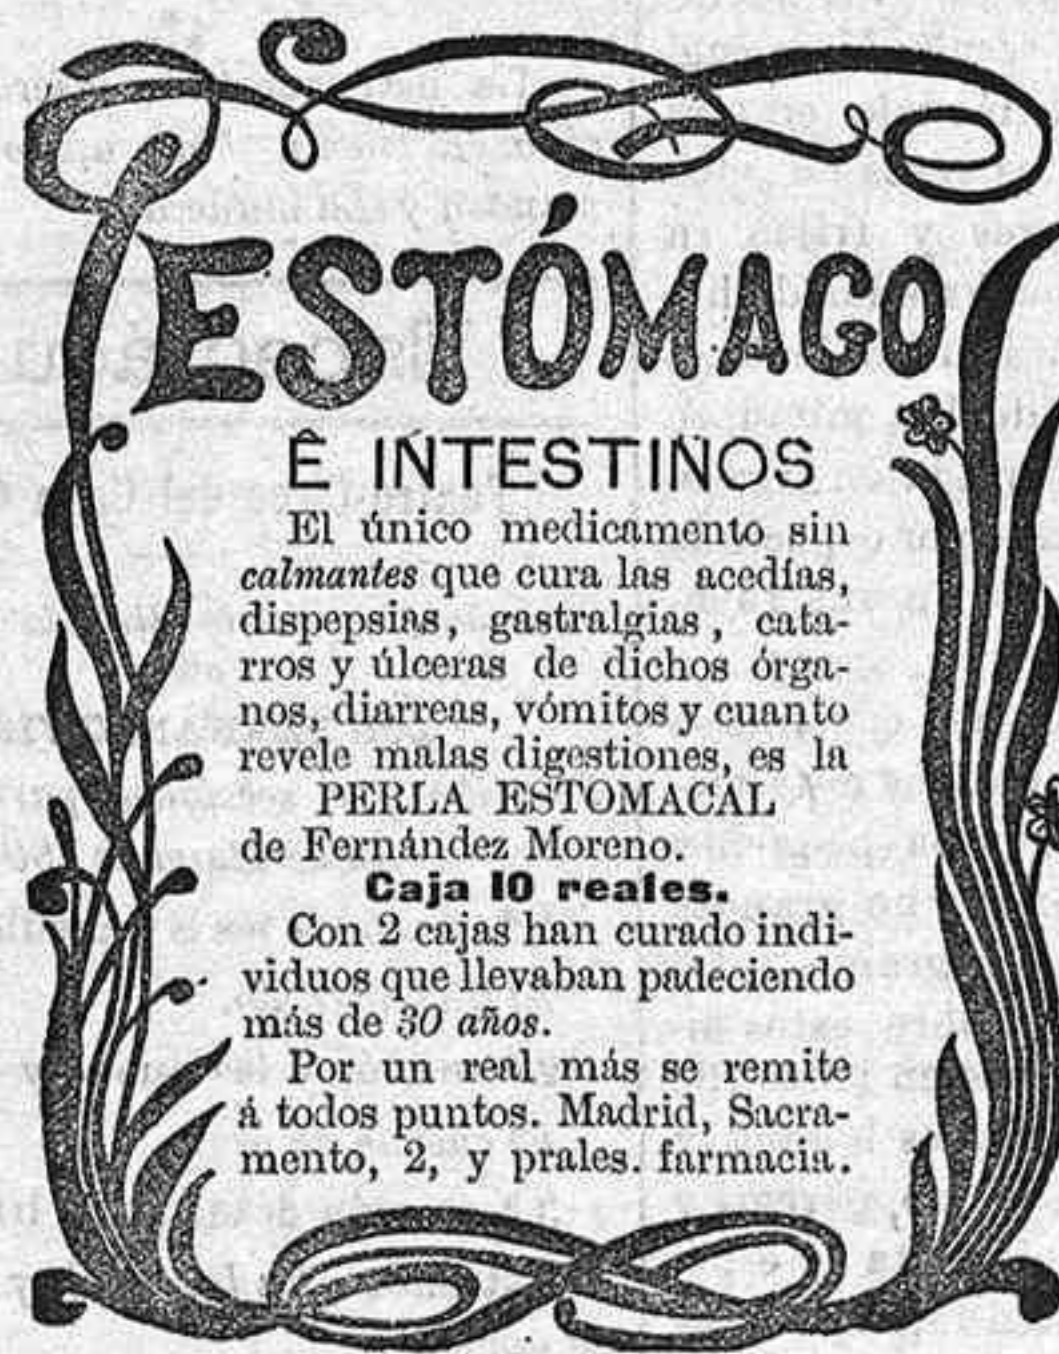 ESTÓMAGO
Ê INTESTINOS
El único medicamento sin
calmantes que cura las acedías,
dispepsias, gastralgias, cata-
rros y úlceras de dichos órga-
nos, diarreas, vómitos y cuanto
revele malas digestiones, es la
PERLA ESTOMACAL
de Fernández Moreno.
Caja 10 reales.
Con 2 cajas han curado indi-
viduos que llevaban padeciendo
más de 30 años.
Por un real más se remite
á todos puntos. Madrid, Sacra-
mento, 2, y prales. farmacia.